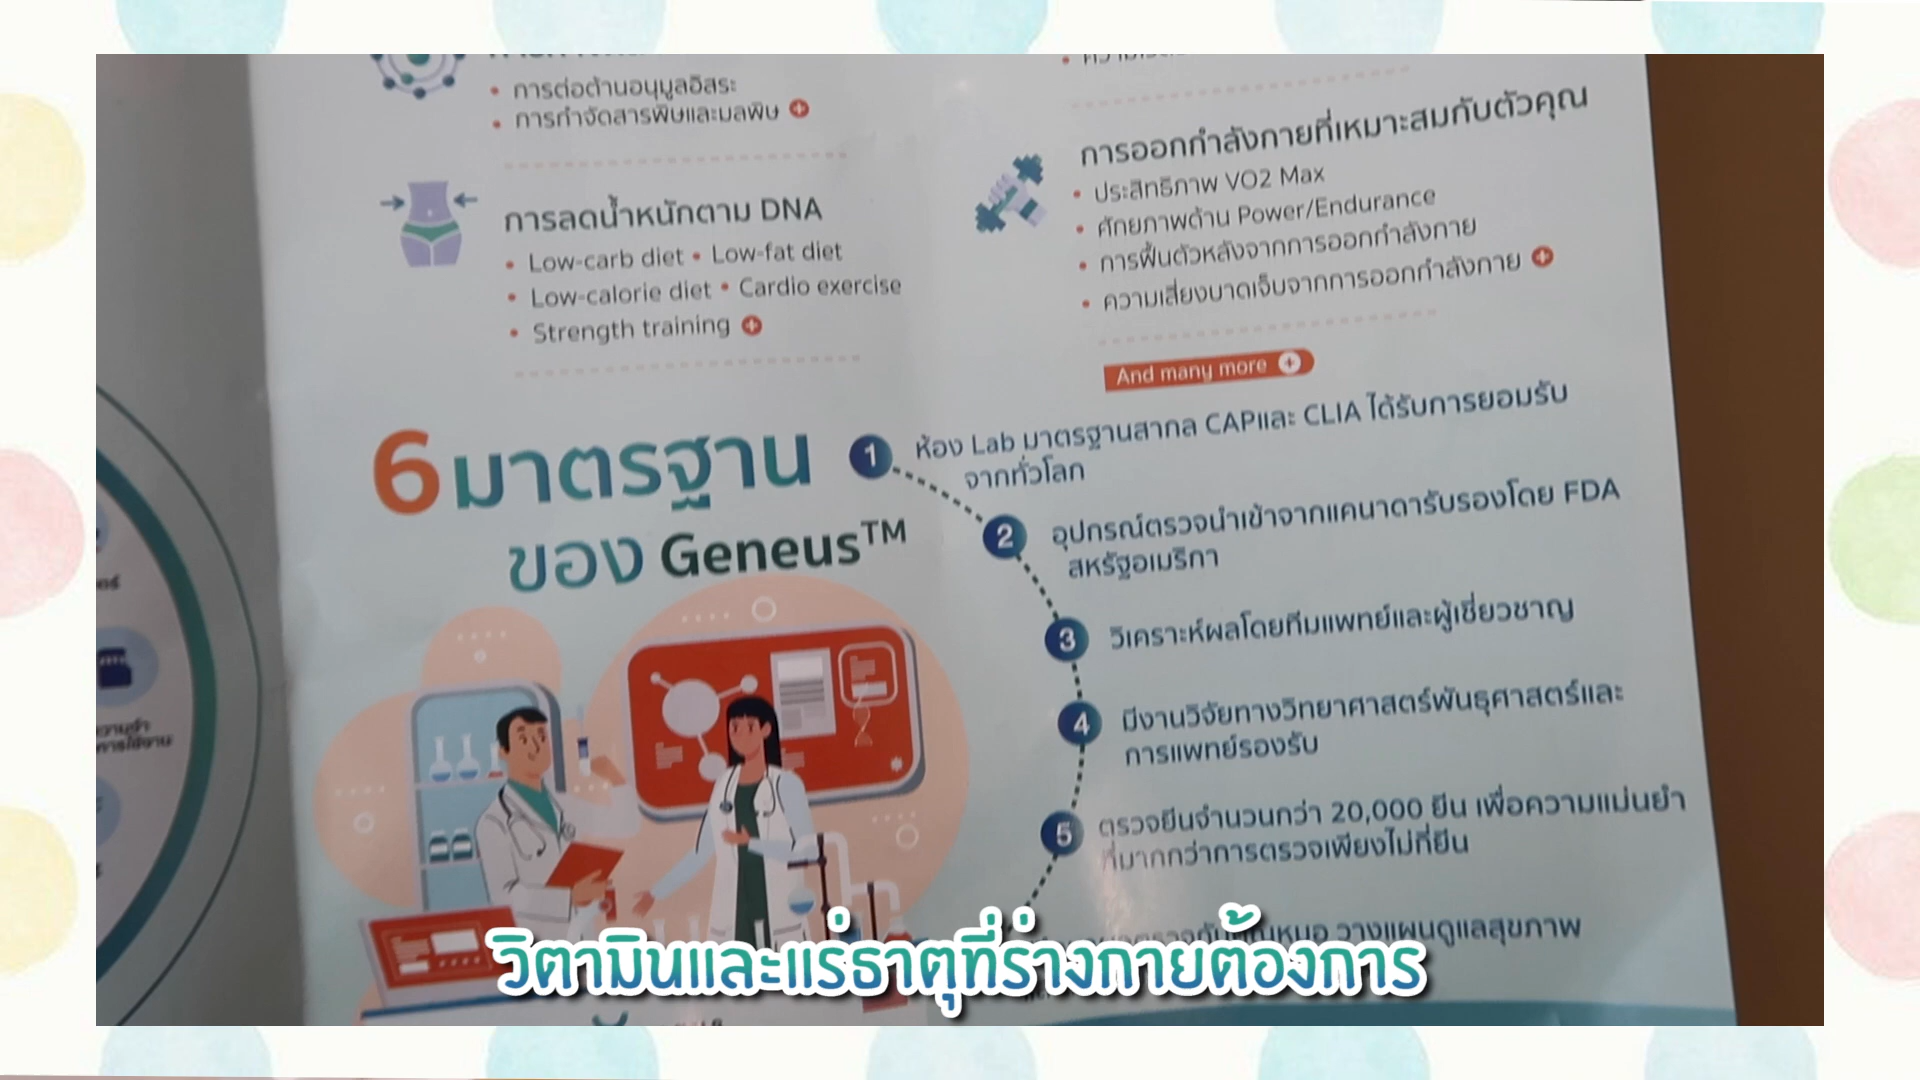 การต่อต้านอนุมูลอิสระ
การกำจัดสารพิษและมลพิษ
การลดน้ำหนักตาม DNA
Low-carb diet • Low-fat diet
Low-calorie diet • Cardio exercise
Strength training
การออกกำลังกายที่เหมาะสมกับตัวคุณ
ประสิทธิภาพ VO2 Max
ศักยภาพด้าน Power/Endurance
การฟื้นตัวหลังจากการออกกำลังกาย
ความเสี่ยงบาดเจ็บจากการออกกำลังกาย
And many more
6 มาตรฐาน
ของ Geneus™
1 ห้อง Lab มาตรฐานสากล CAPและ CLIA ได้รับการยอมรับ
จากทั่วโลก
2 อุปกรณ์ตรวจนำเข้าจากแคนาดารับรองโดย FDA
สหรัฐอเมริกา
3 วิเคราะห์ผลโดยทีมแพทย์และผู้เชี่ยวชาญ
4 มีงานวิจัยทางวิทยาศาสตร์พันธุศาสตร์และ
การแพทย์รองรับ
5 ตรวจยีนจำนวนกว่า 20,000 ยีน เพื่อความแม่นยำ
ที่มากกว่าการตรวจเพียงไม่กี่ยีน
วางแผนดูแลสุขภาพ
วิตามินและแร่ธาตุที่ร่างกายต้องการ